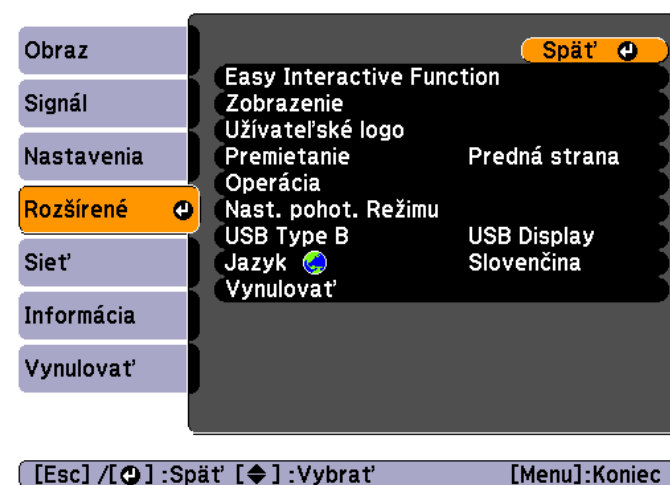 Obraz
Signál
Nastavenia
Rozšírené
Sieť
Informácia
Vynulovať
Späť
Easy Interactive Function
Zobrazenie
Užívateľské logo
Premietanie Predná strana
Operácia
Nast. pohot. Režimu
USB Type B USB Display
Jazyk Slovenčina
Vynulovať
[Esc] /[ ] :Späť [ ] :Vybrať [Menu]:Koniec